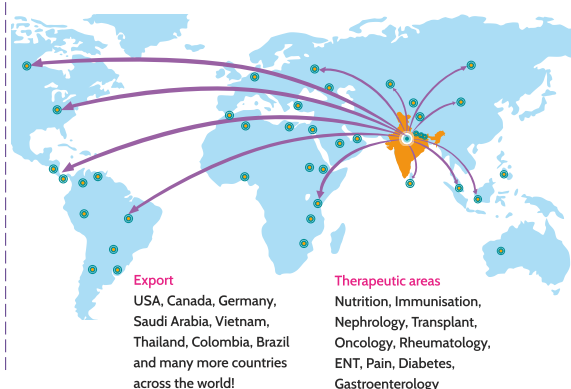 Export
USA, Canada, Germany,
Saudi Arabia, Vietnam,
Thailand, Colombia, Brazil
and many more countries
across the world!
Therapeutic areas
Nutrition, Immunisation,
Nephrology, Transplant,
Oncology, Rheumatology,
ENT, Pain, Diabetes,
Gastroenterology